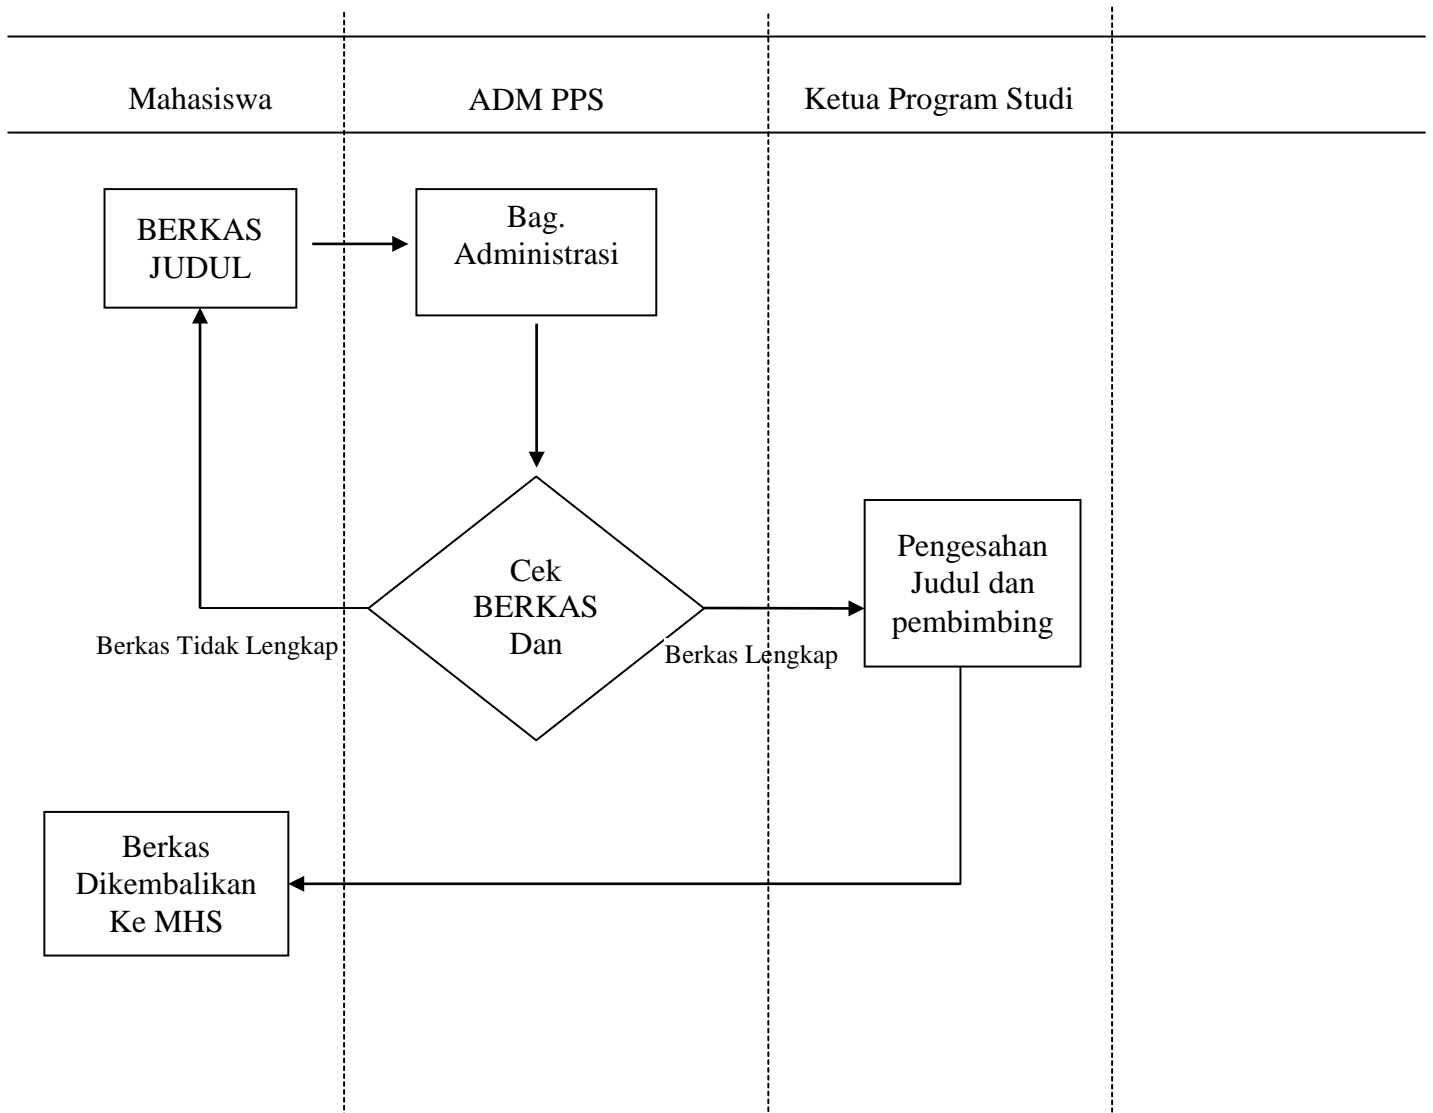 Mahasiswa
ADM PPS
Ketua Program Studi
BERKAS
JUDUL
Bag.
Administrasi
Cek
BERKAS
Dan
Pengesahan
Judul dan
pembimbing
Berkas Tidak Lengkap
Berkas Lengkap
Berkas
Dikembalikan
Ke MHS